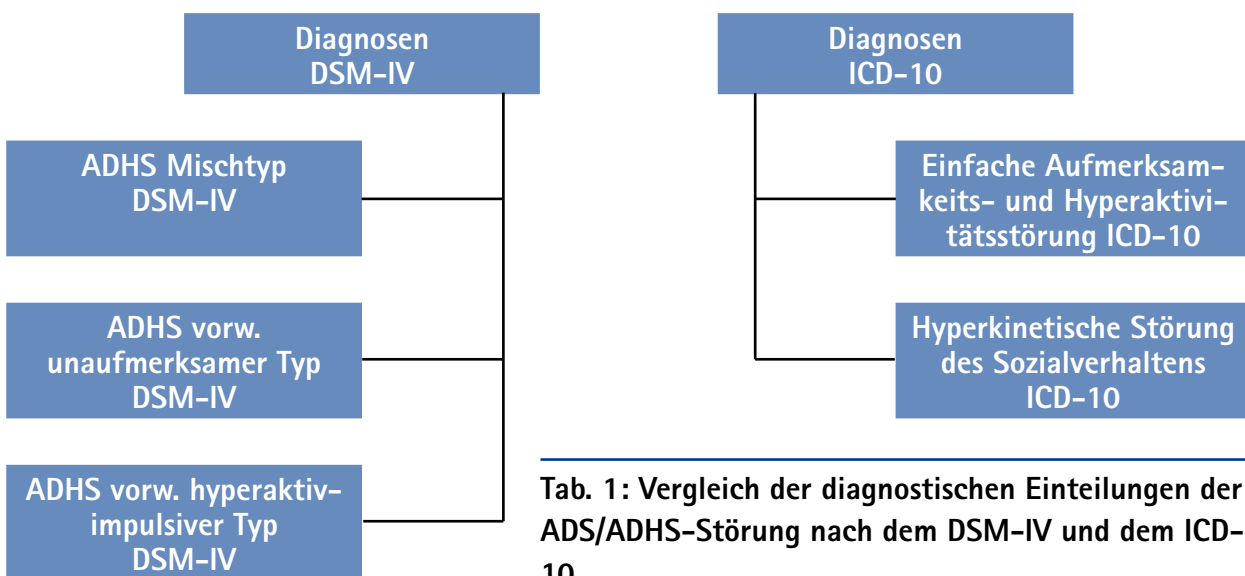 Diagnosen
DSM-IV
ADHS Mischtyp
DSM-IV
ADHS vorw.
unaufmerksamer Typ
DSM-IV
ADHS vorw. hyperaktiv-
impulsiver Typ
DSM-IV
Diagnosen
ICD-10
Einfache Aufmerksam-
keits- und Hyperaktivi-
tätsstörung ICD-10
Hyperkinetische Störung
des Sozialverhaltens
ICD-10
Tab. 1: Vergleich der diagnostischen Einteilungen der
ADS/ADHS-Störung nach dem DSM-IV und dem ICD-
10